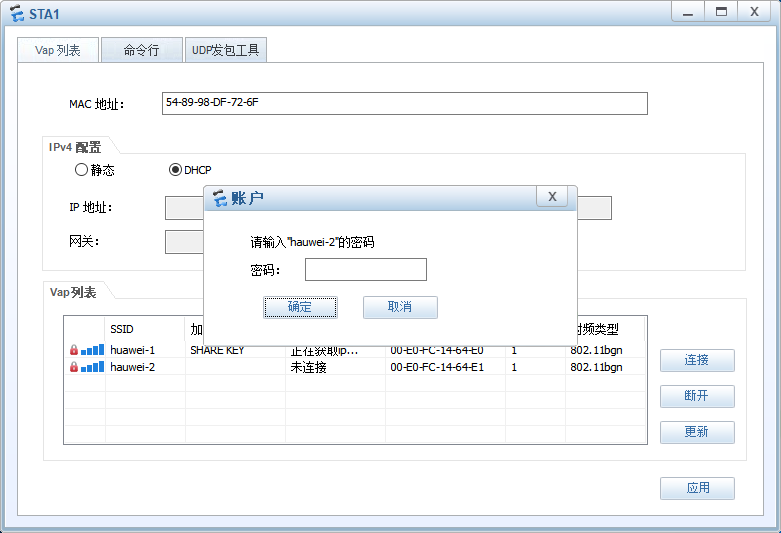 STA1
X
Vap 列表
命令行
UDP发包工具
MAC 地址：
54-89-98-DF-72-6F
IPv4 配置
静态
DHCP
账户
X
IP 地址：
请输入"hauwei-2"的密码
网关：
密码：
Vap列表
确定
取消
SSID
加
射频类型
huawei-1 SHARE KEY 正在获取ip... 00-E0-FC-14-64-E0 1 802.11bgn
hauwei-2 未连接 00-E0-FC-14-64-E1 1 802.11bgn
连接
断开
更新
应用